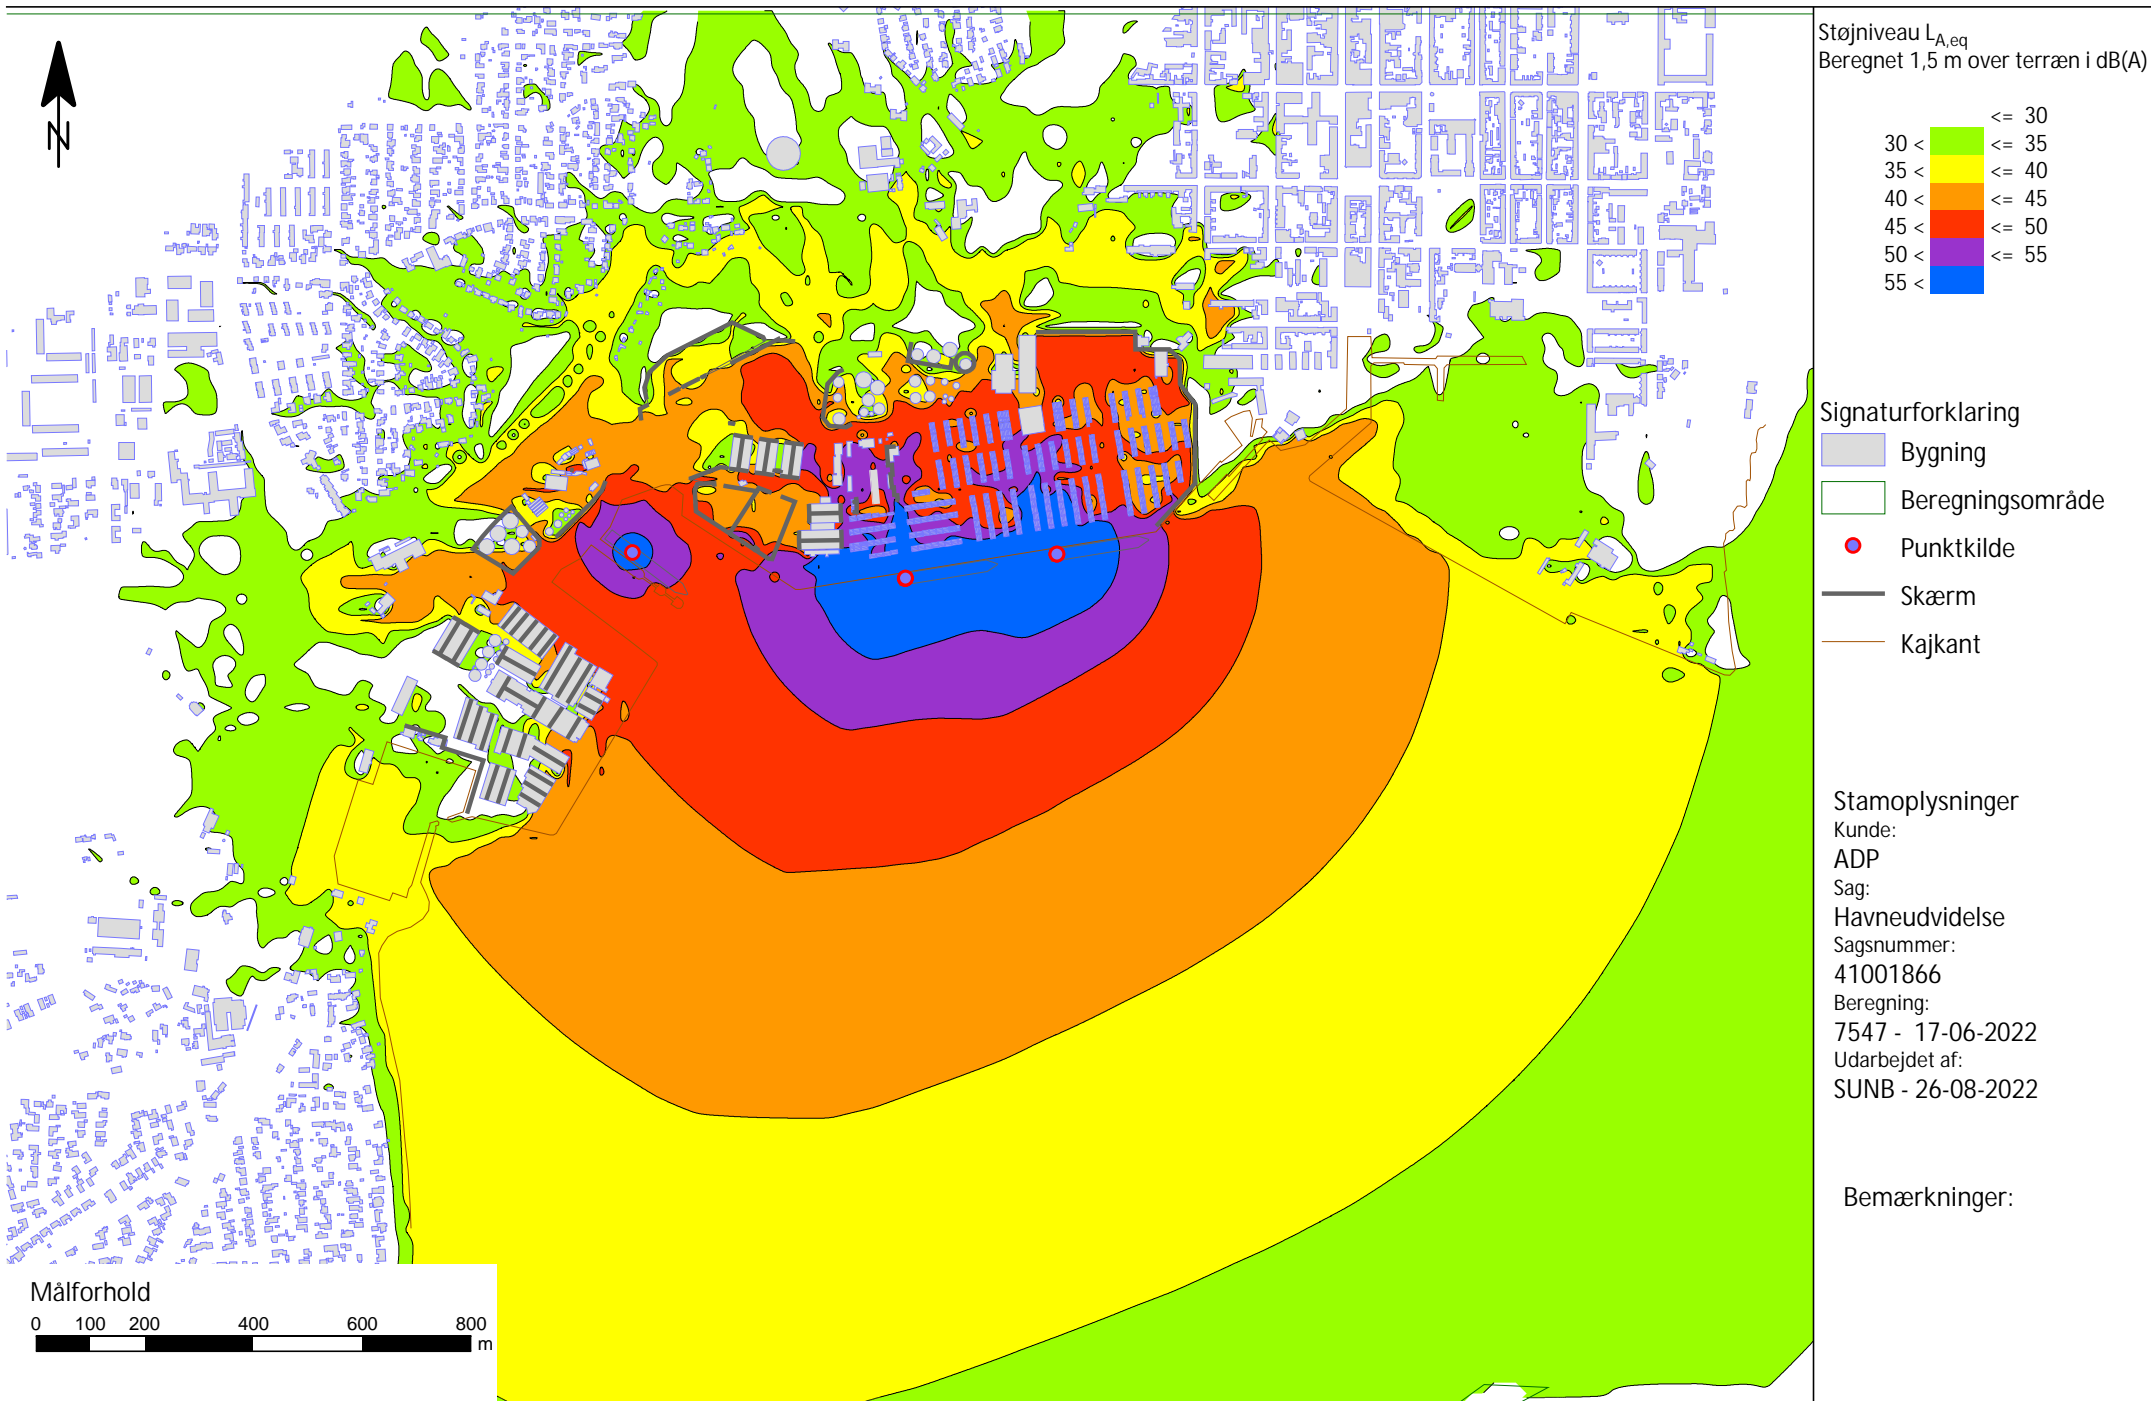 N
Støjniveau LA,eq
Beregnet 1,5 m over terræn i dB(A)
<= 30
30 < <= 35
35 < <= 40
40 < <= 45
45 < <= 50
50 < <= 55
55 <
Signaturforklaring
Bygning
Beregningsområde
Punktkilde
Skærm
Kajkant
Stamoplysninger
Kunde:
ADP
Sag:
Havneudvidelse
Sagsnummer:
41001866
Beregning:
7547 - 17-06-2022
Udarbejdet af:
SUNB - 26-08-2022
Bemærkninger:
Målforhold
0 100 200 400 600 800
m